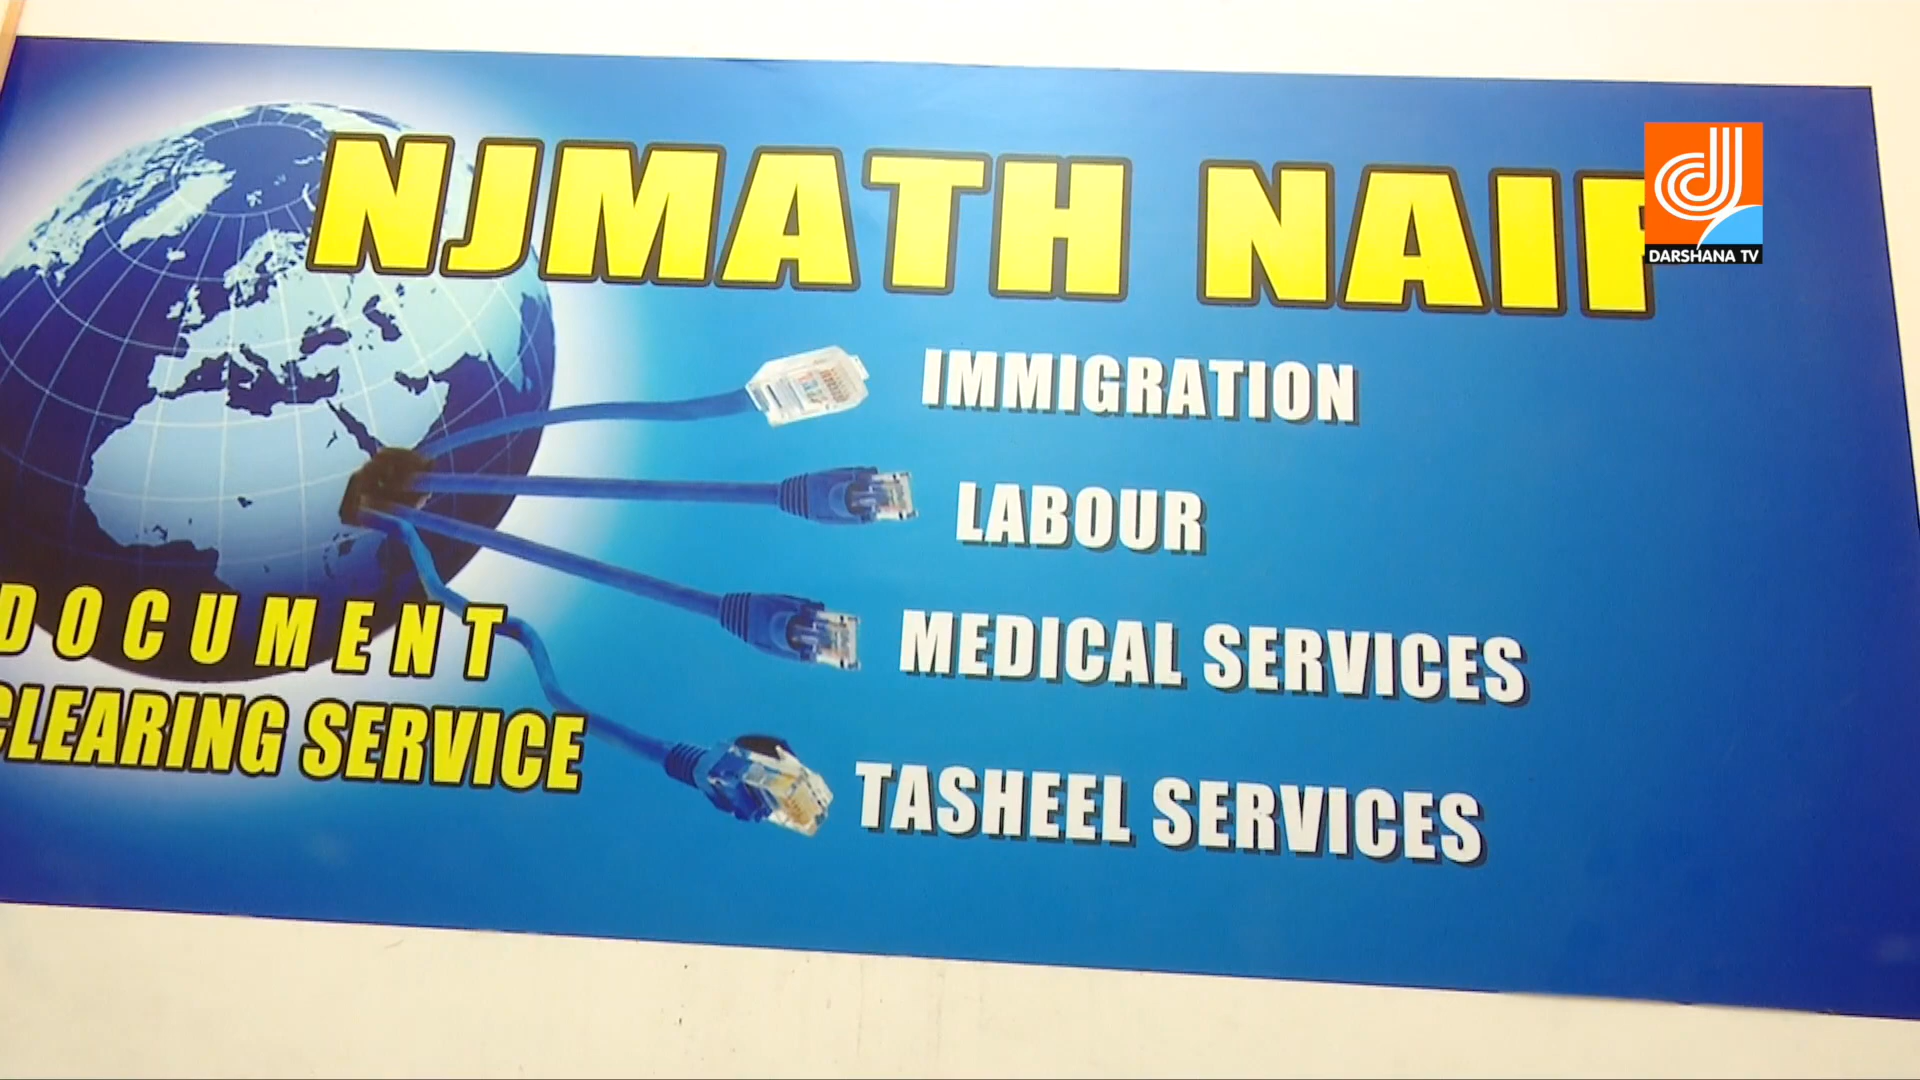 NJMATH NAIF
DARSHANA TV
IMMIGRATION
LABOUR
MEDICAL SERVICES
TASHEEL SERVICES
DOCUMENT
CLEARING SERVICE